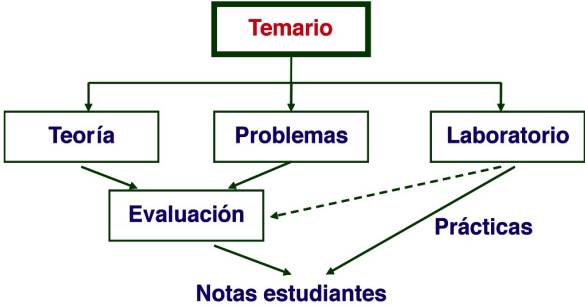 Temario
Teoría
Problemas
Laboratorio
Evaluación
Prácticas
Notas estudiantes